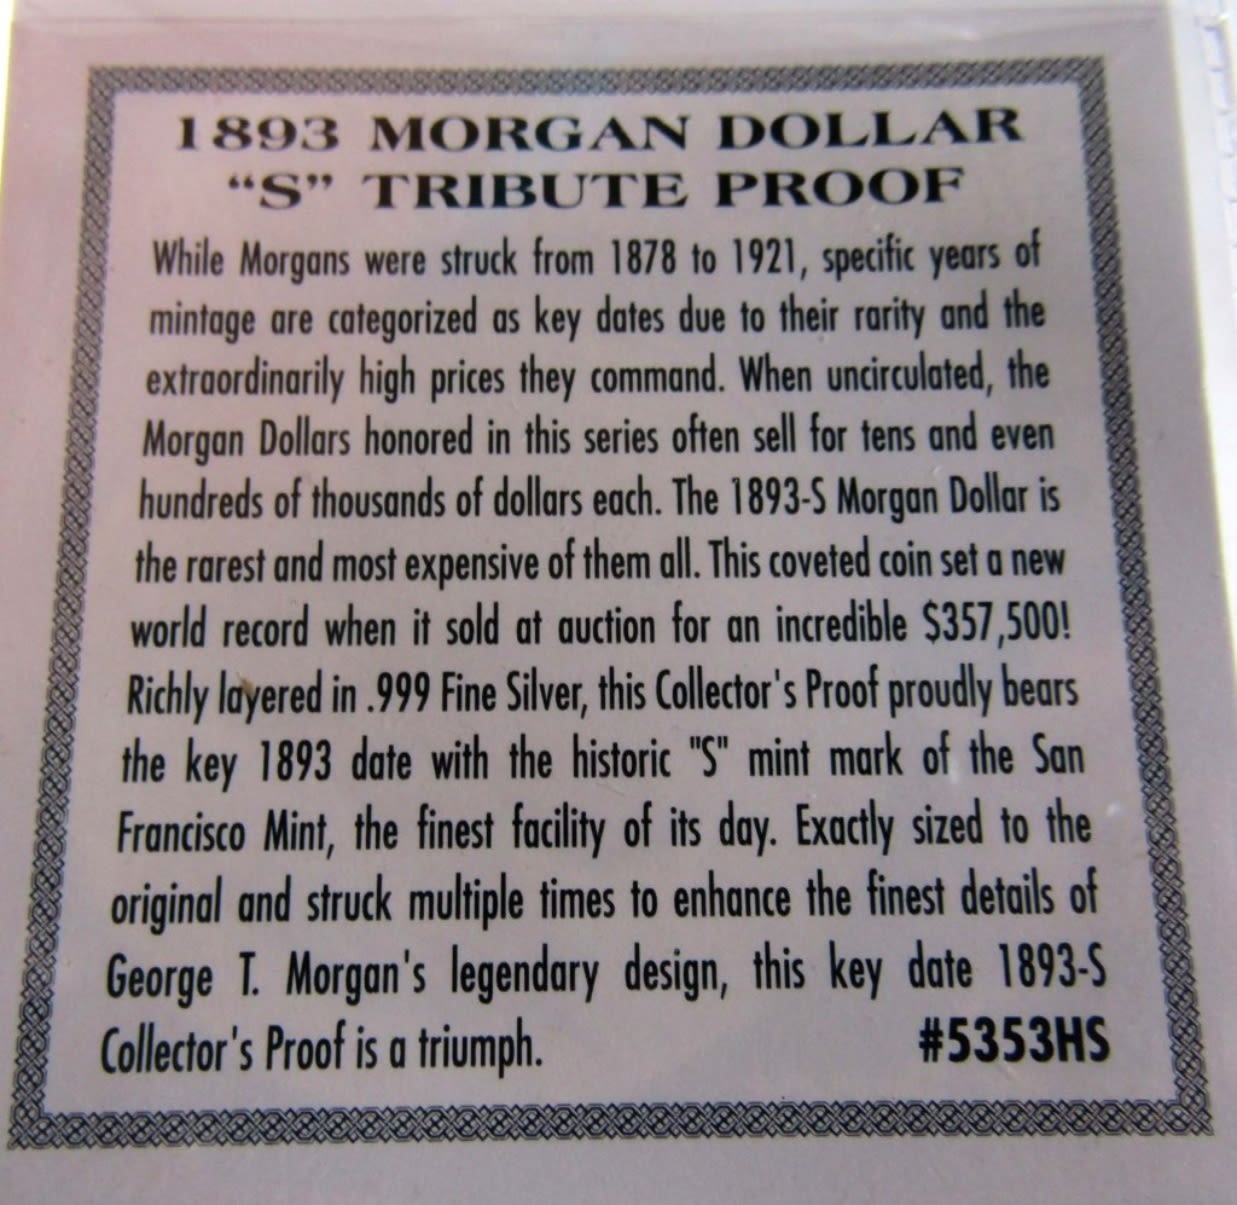 1893 MORGAN DOLLAR
“S” TRIBUTE PROOF
While Morgans were struck from 1878 to 1921, specific years of
mintage are categorized as key dates due to their rarity and the
extraordinarily high prices they command. When uncirculated, the
Morgan Dollars honored in this series often sell for tens and even
hundreds of thousands of dollars each. The 1893-S Morgan Dollar is
the rarest and most expensive of them all. This coveted coin set a new
world record when it sold at auction for an incredible $357,500!
Richly layered in .999 Fine Silver, this Collector's Proof proudly bears
the key 1893 date with the historic "S" mint mark of the San
Francisco Mint, the finest facility of its day. Exactly sized to the
original and struck multiple times to enhance the finest details of
George T. Morgan's legendary design, this key date 1893-S
Collector's Proof is a triumph. #5353HS